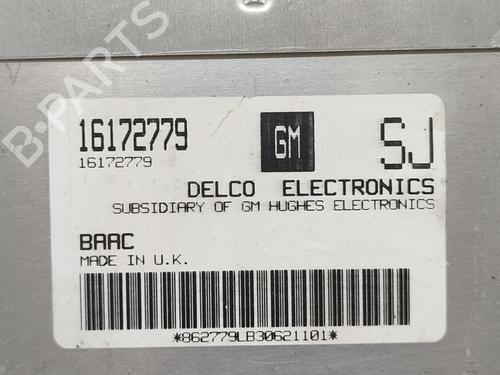 B-PARTS
16172779
GM
SJ
16172779
DELCO ELECTRONICS
SUBSIDIARY OF GM HUGHES ELECTRONICS
BAAC
MADE IN U.K.
*862779LB30621101*